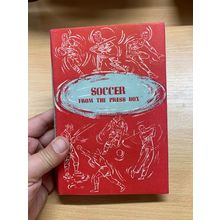 SOCCER
FROM THE PRESS BOX